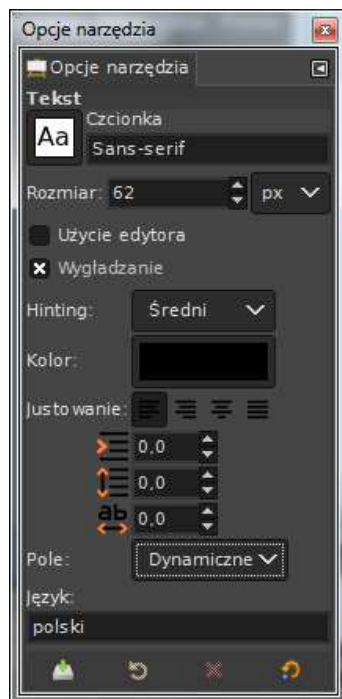 Opcje narzędzia
Opcje narzędzia
Tekst
Czcionka
Aa
Sans-serif
Rozmiar: 62 px
Użycie edytora
Wygładzanie
Hinting: Średni
Kolor:
Justowanie:
0,0
0,0
ab 0,0
Pole: Dynamiczne
Język:
polski